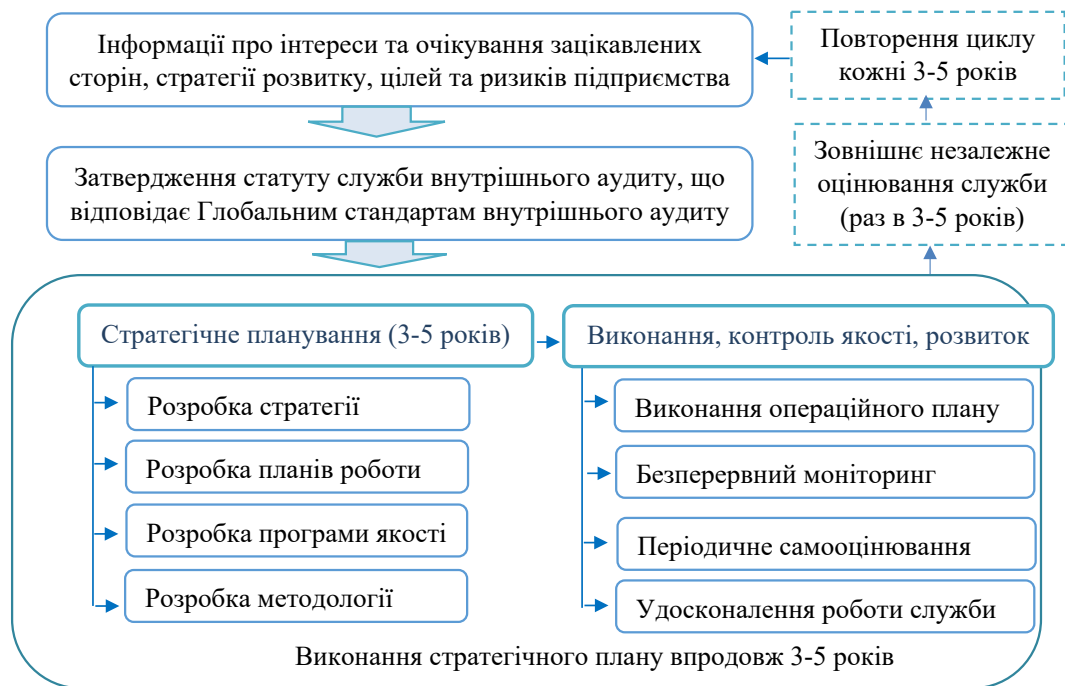 Інформації про інтереси та очікування зацікавлених
сторін, стратегії розвитку, цілей та ризиків підприємства
Повторення циклу
кожні 3-5 років
Затвердження статуту служби внутрішнього аудиту, що
відповідає Глобальним стандартам внутрішнього аудиту
Зовнішнє незалежне
оцінювання служби
(раз в 3-5 років)
Стратегічне планування (3-5 років)
Розробка стратегії
Розробка планів роботи
Розробка програми якості
Розробка методології
Виконання, контроль якості, розвиток
Виконання операційного плану
Безперервний моніторинг
Періодичне самооцінювання
Удосконалення роботи служби
Виконання стратегічного плану впродовж 3-5 років